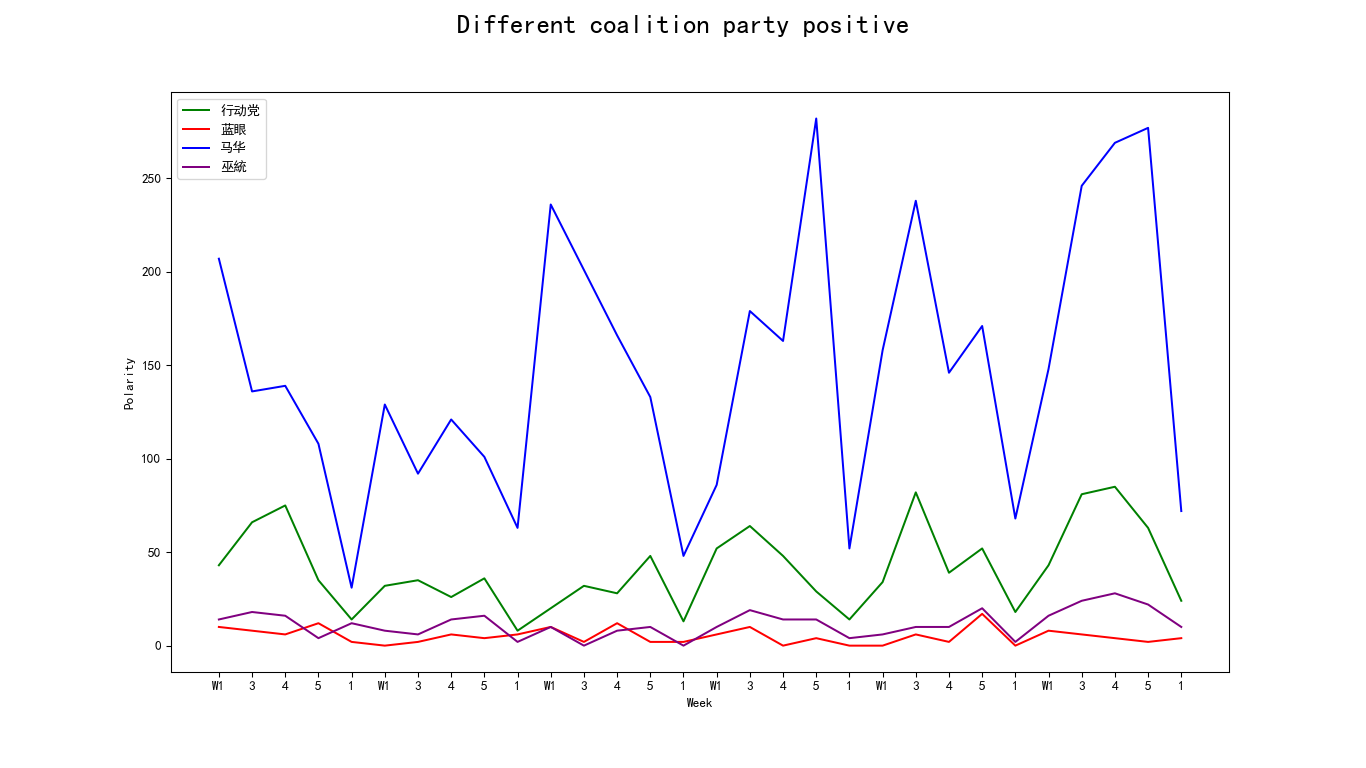 Different coalition party positive
行动党
蓝眼
马华
巫統
250
200
150
100
50
0
Polarity
W1 3 4 5 1 W1 3 4 5 1 W1 3 4 5 1 W1 3 4 5 1 W1 3 4 5 1 W1 3 4 5 1
Week